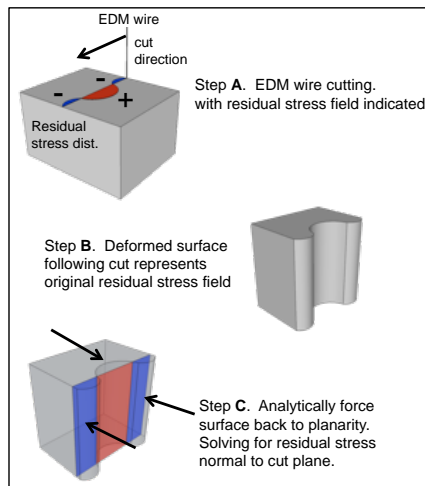 EDM wire
cut
direction
-
-
+
Residual
stress dist.
Step A. EDM wire cutting.
with residual stress field indicated
Step B. Deformed surface
following cut represents
original residual stress field
Step C. Analytically force
surface back to planarity.
Solving for residual stress
normal to cut plane.